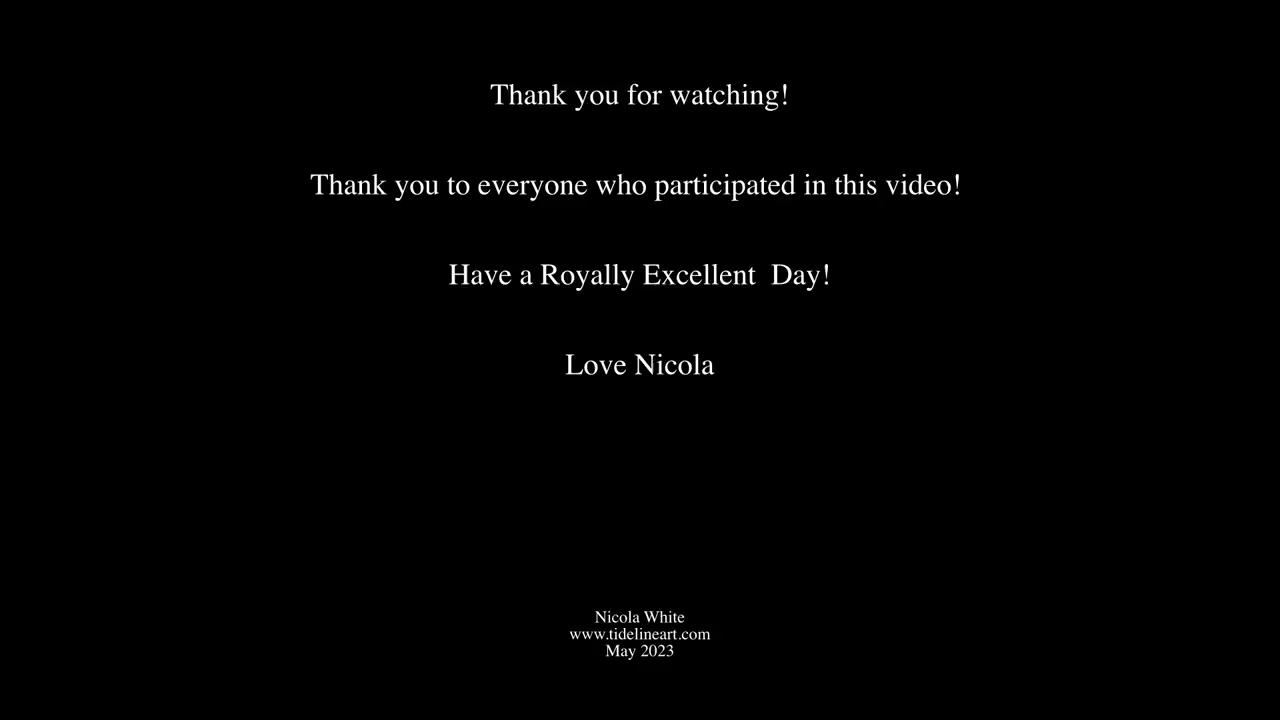 Thank you for watching!
Thank you to everyone who participated in this video!
Have a Royally Excellent  Day!
Love Nicola
Nicola White
www.tidelineart.com
May 2023